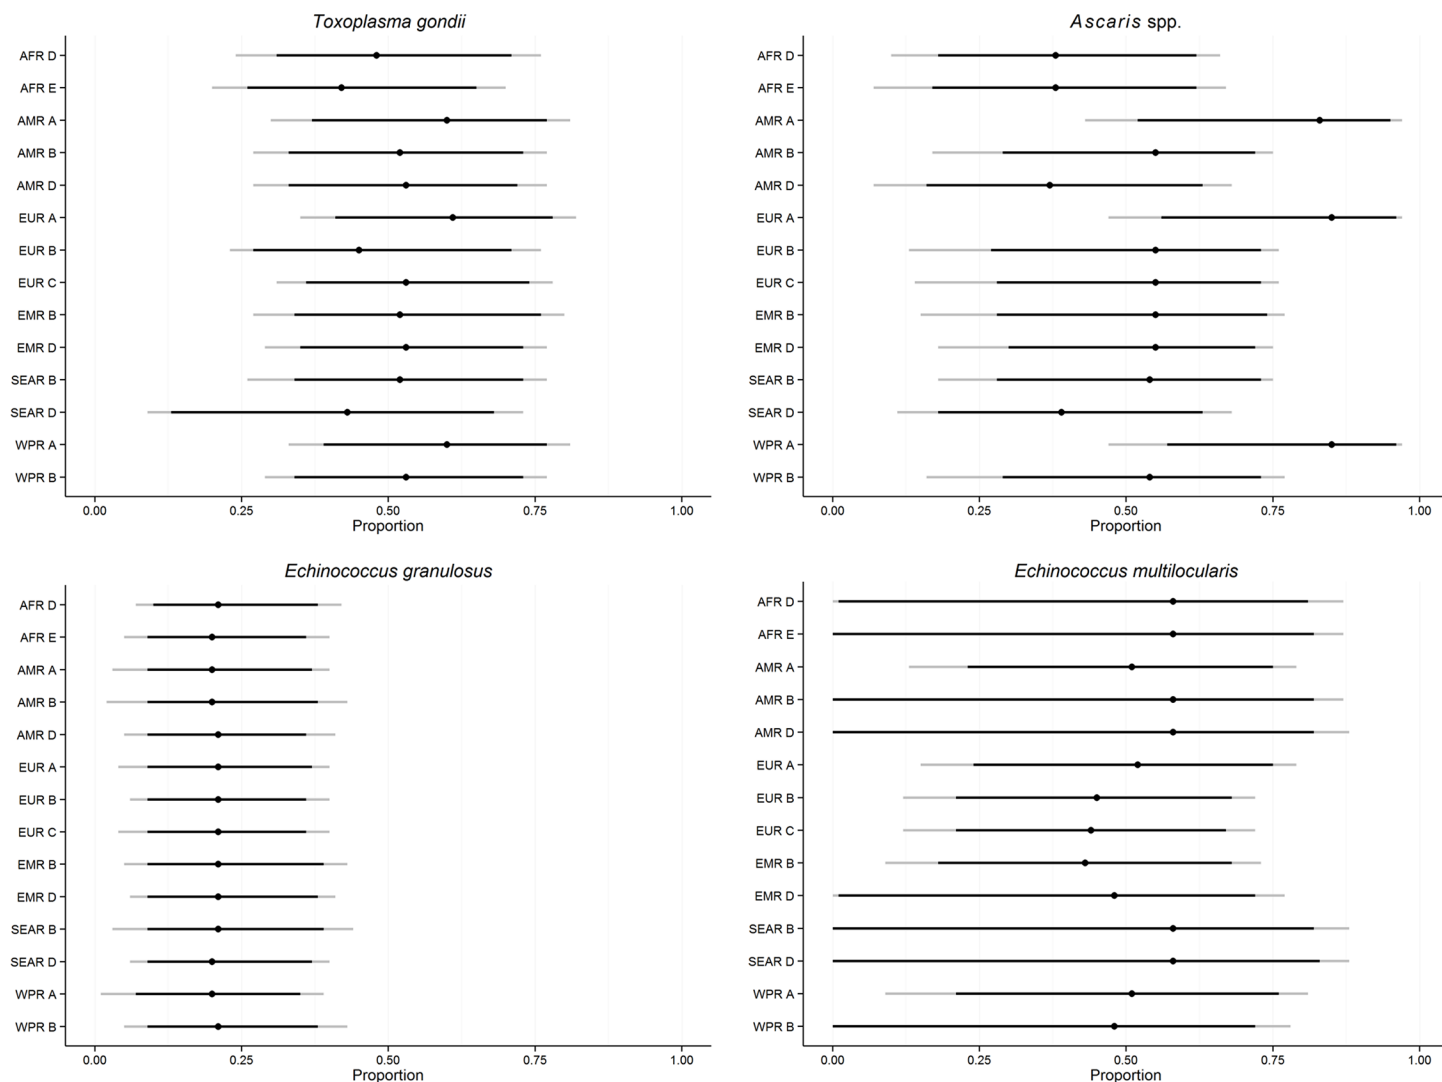 Toxoplasma gondii
AFR D
AFR E
AMR A
AMR B
AMR D
EUR A
EUR B
EUR C
EMR B
EMR D
SEAR B
SEAR D
WPR A
WPR B
0.00 0.25 0.50 0.75 1.00
Proportion
Ascaris spp.
AFR D
AFR E
AMR A
AMR B
AMR D
EUR A
EUR B
EUR C
EMR B
EMR D
SEAR B
SEAR D
WPR A
WPR B
0.00 0.25 0.50 0.75 1.00
Proportion
Echinococcus granulosus
AFR D
AFR E
AMR A
AMR B
AMR D
EUR A
EUR B
EUR C
EMR B
EMR D
SEAR B
SEAR D
WPR A
WPR B
0.00 0.25 0.50 0.75 1.00
Proportion
Echinococcus multilocularis
AFR D
AFR E
AMR A
AMR B
AMR D
EUR A
EUR B
EUR C
EMR B
EMR D
SEAR B
SEAR D
WPR A
WPR B
0.00 0.25 0.50 0.75 1.00
Proportion